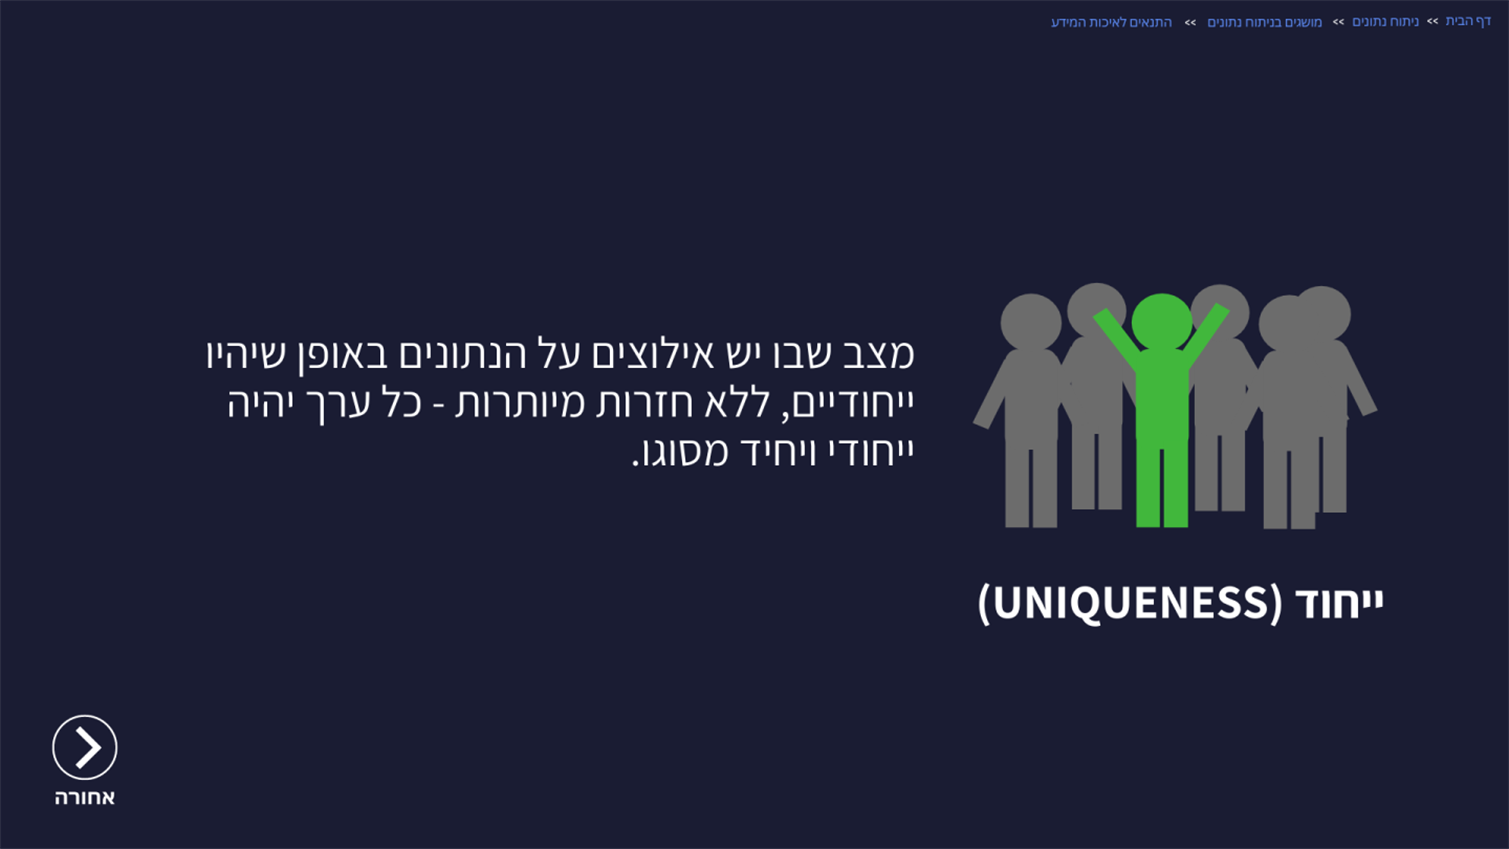 דף הבית >> ניתוח נתונים >> מושגים בניתוח נתונים >> התנאים לאיכות המידע
מצב שבו יש אילוצים על הנתונים באופן שיהיו
ייחודיים, ללא חזרות מיותרות - כל ערך יהיה
ייחודי ויחיד מסוגו.
ייחוד (UNIQUENESS)
אחורה